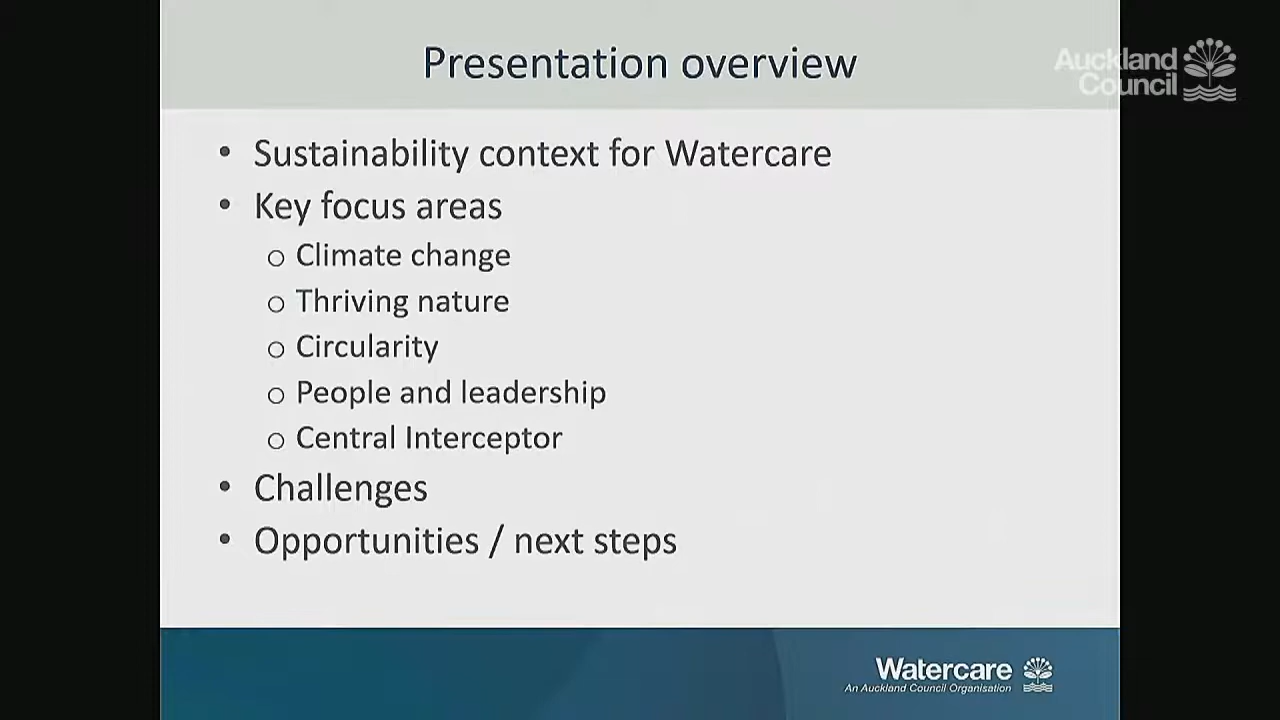 Presentation overview
Auckland
Council
• Sustainability context for Watercare
• Key focus areas
o Climate change
o Thriving nature
o Circularity
o People and leadership
o Central Interceptor
• Challenges
• Opportunities / next steps
Watercare
An Auckland Council Organisation